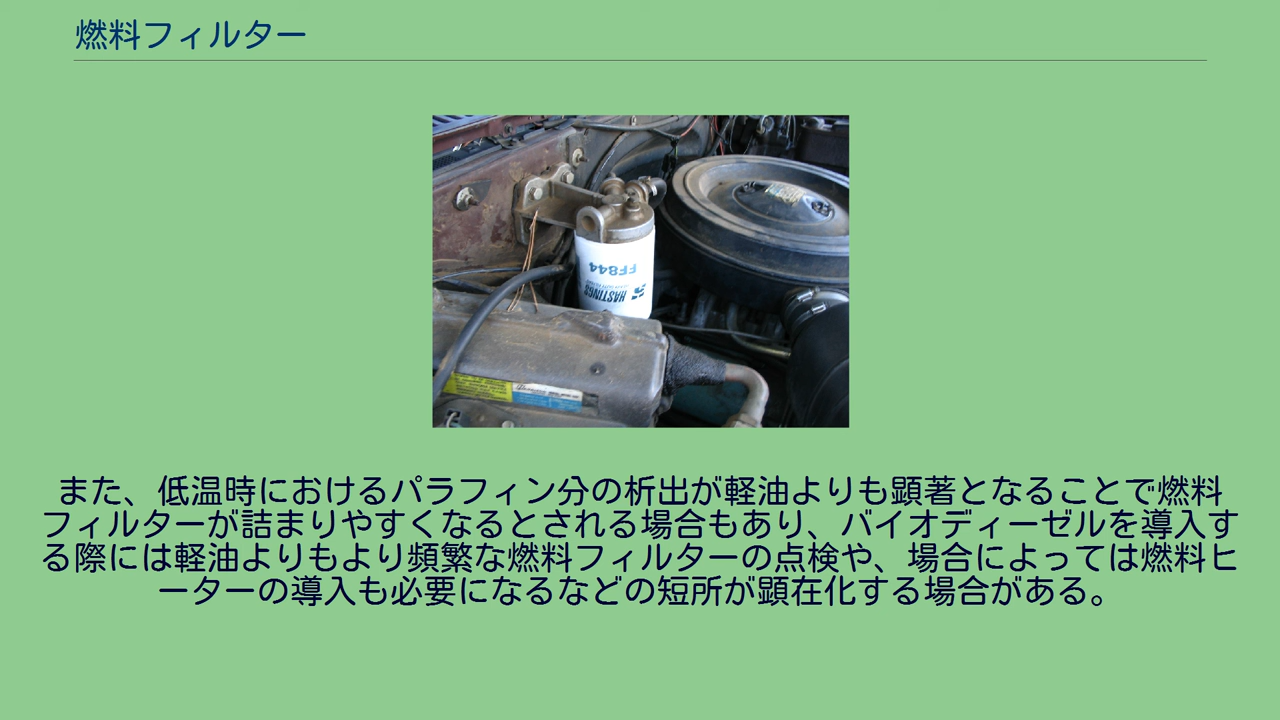 燃料フィルター
FF844
HASTINGS
また、低温時におけるパラフィン分の析出が軽油よりも顕著となることで燃料
フィルターが詰まりやすくなるとされる場合もあり、バイオディーゼルを導入す
る際には軽油よりもより頻繁な燃料フィルターの点検や、場合によっては燃料ヒ
ーターの導入も必要になるなどの短所が顕在化する場合がある。